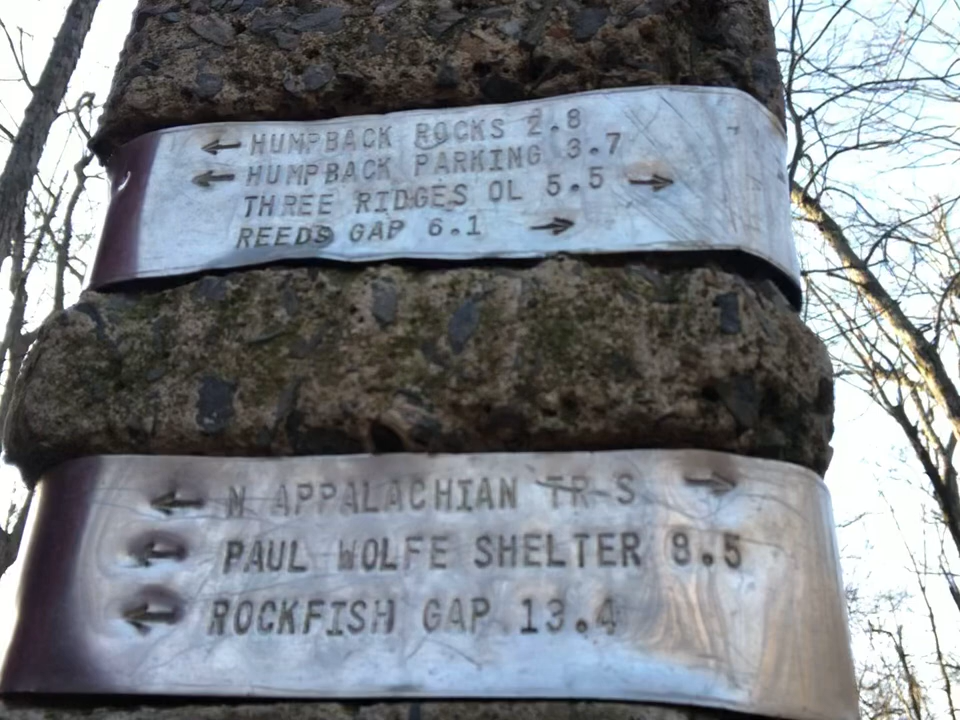 ← HUMPBACK ROCKS 2.8
← HUMPBACK PARKING 3.7
THREE RIDGES OL 5.5 →
REEDS GAP 6.1 →
← N APPALACHIAN TR-S →
← PAUL WOLFE SHELTER 8.5
← ROCKFISH GAP 13.4